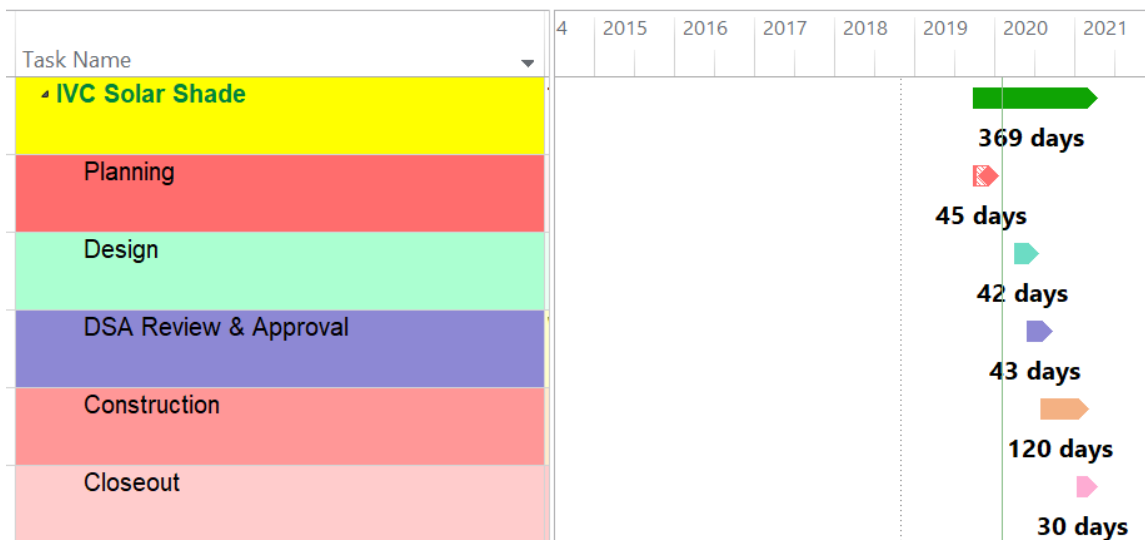 4 2015 2016 2017 2018 2019 2020 2021
Task Name
IVC Solar Shade
369 days
Planning
45 days
Design
42 days
DSA Review & Approval
43 days
Construction
120 days
Closeout
30 days